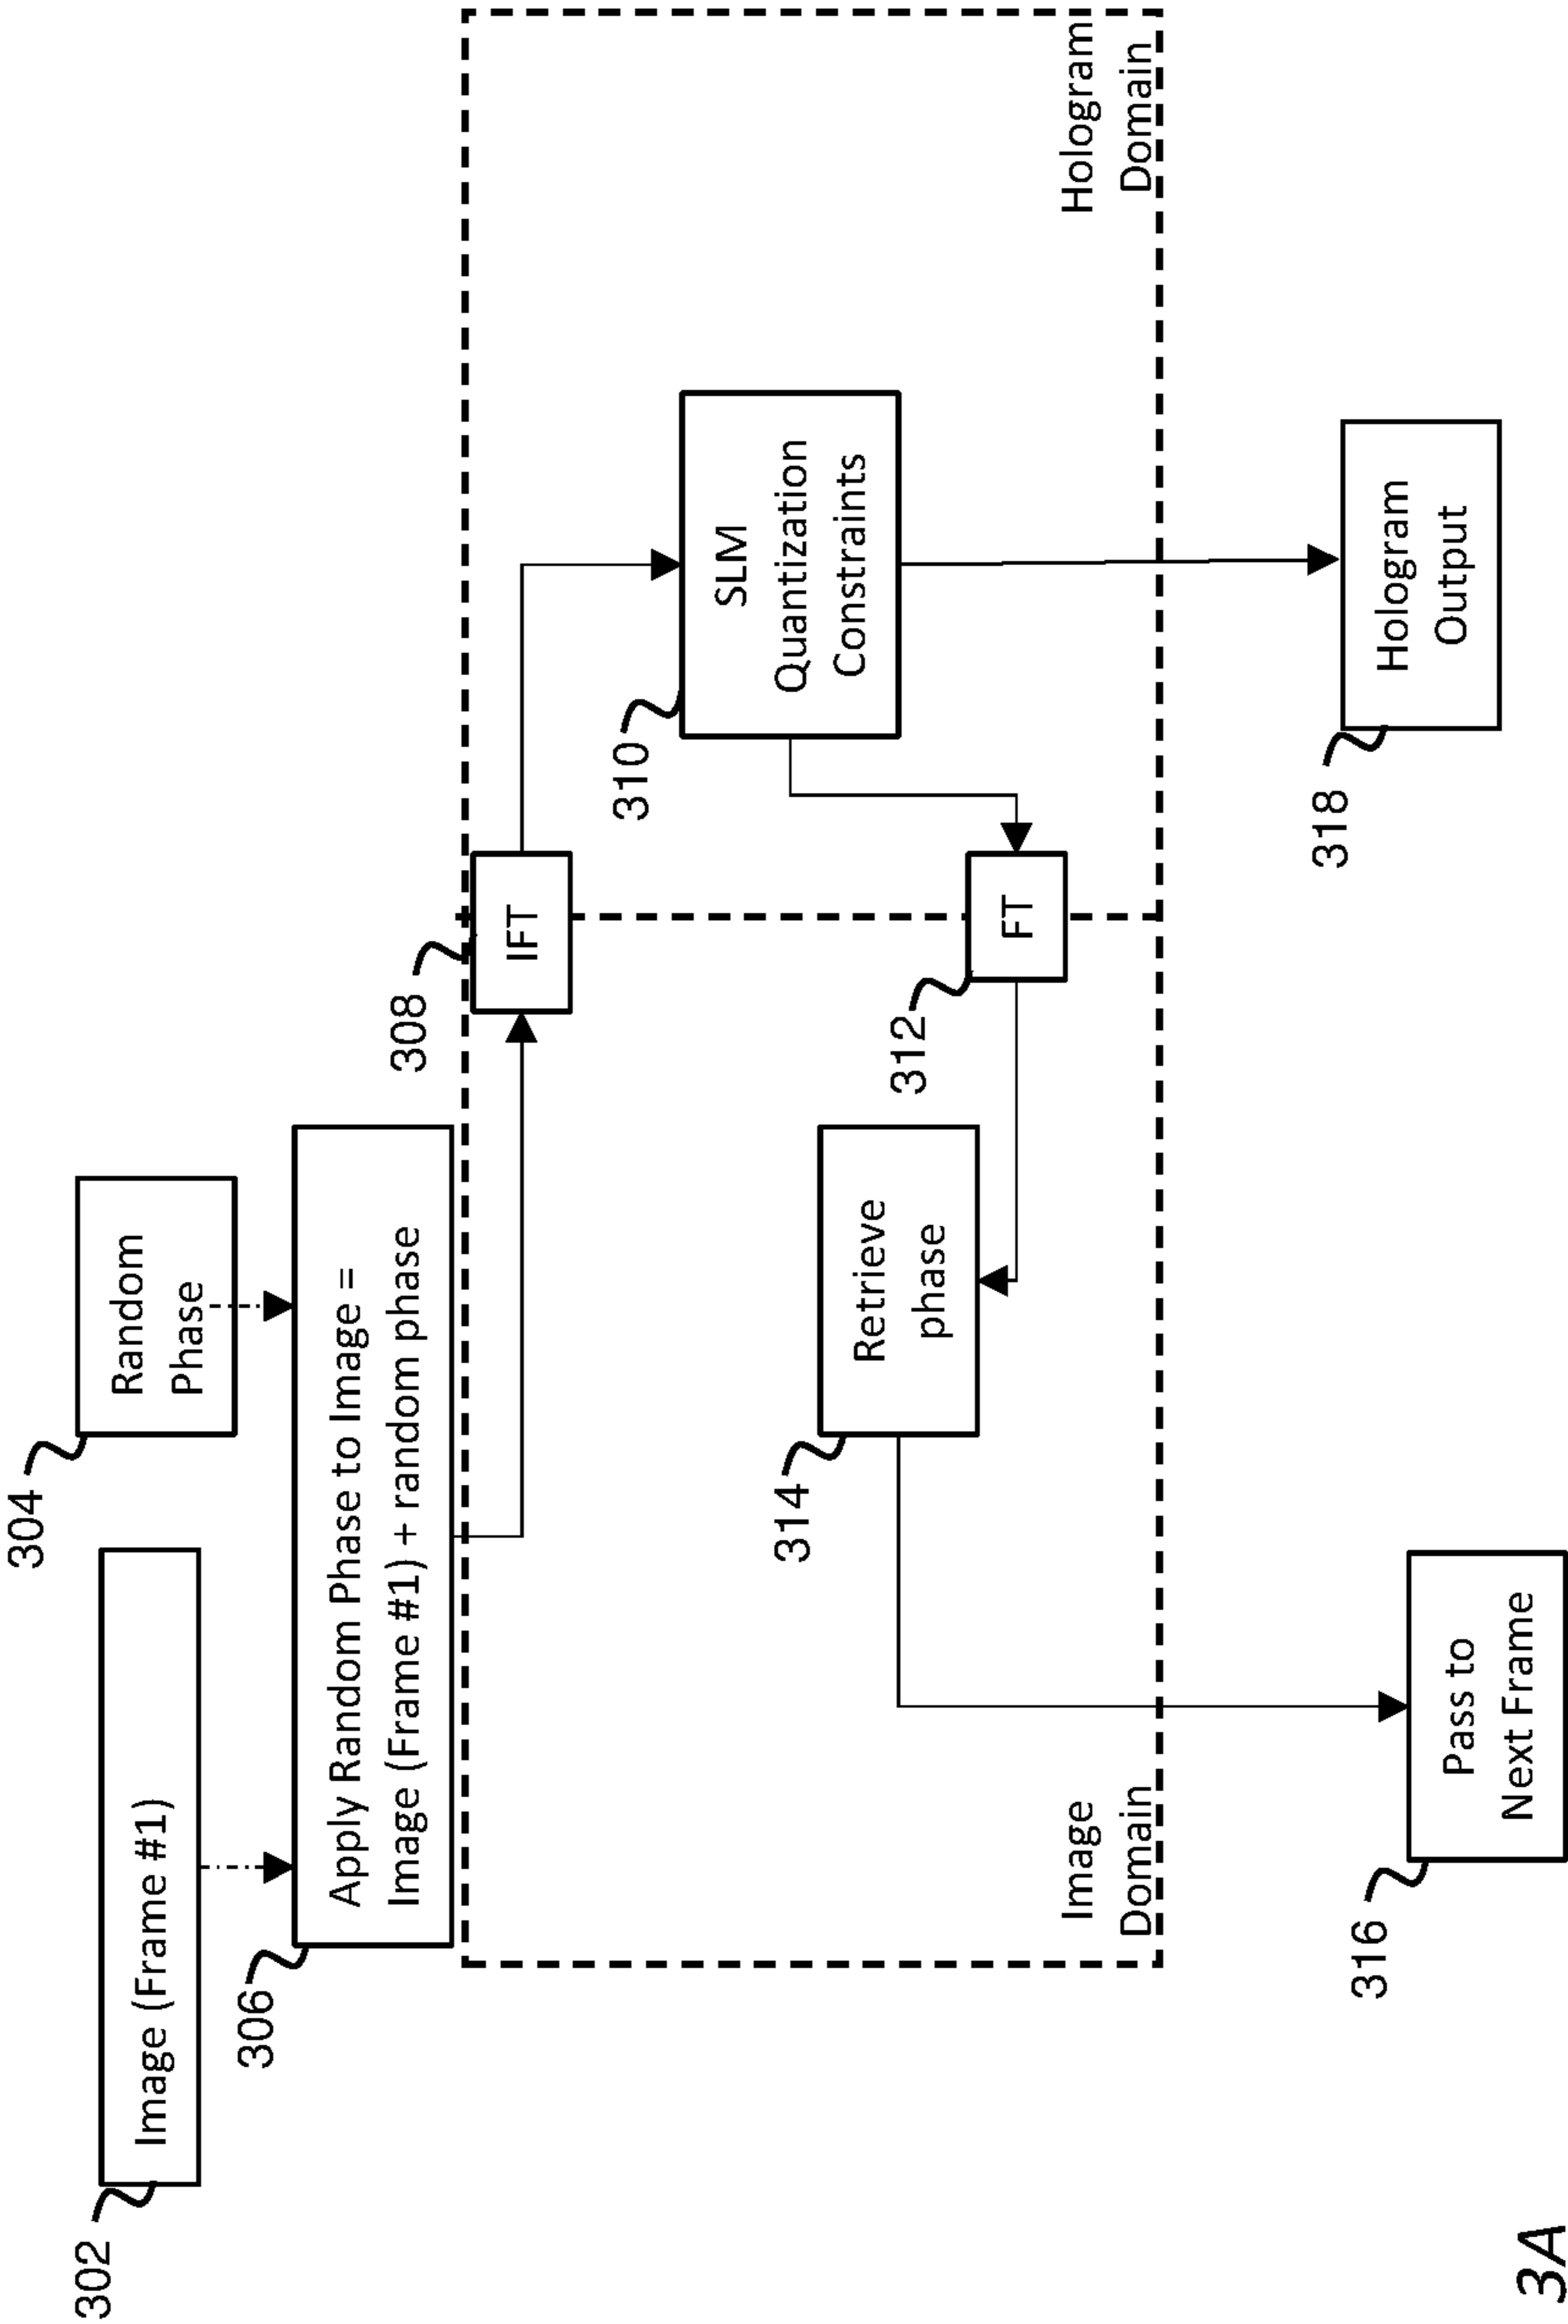 302
Image (Frame #1)
304
Random
Phase
306
Apply Random Phase to Image =
Image (Frame #1) + random phase
308
IFT
310
SLM
Quantization
Constraints
312
FT
314
Retrieve
phase
Image
Domain
Hologram
Domain
316
Pass to
Next Frame
318
Hologram
Output
3A